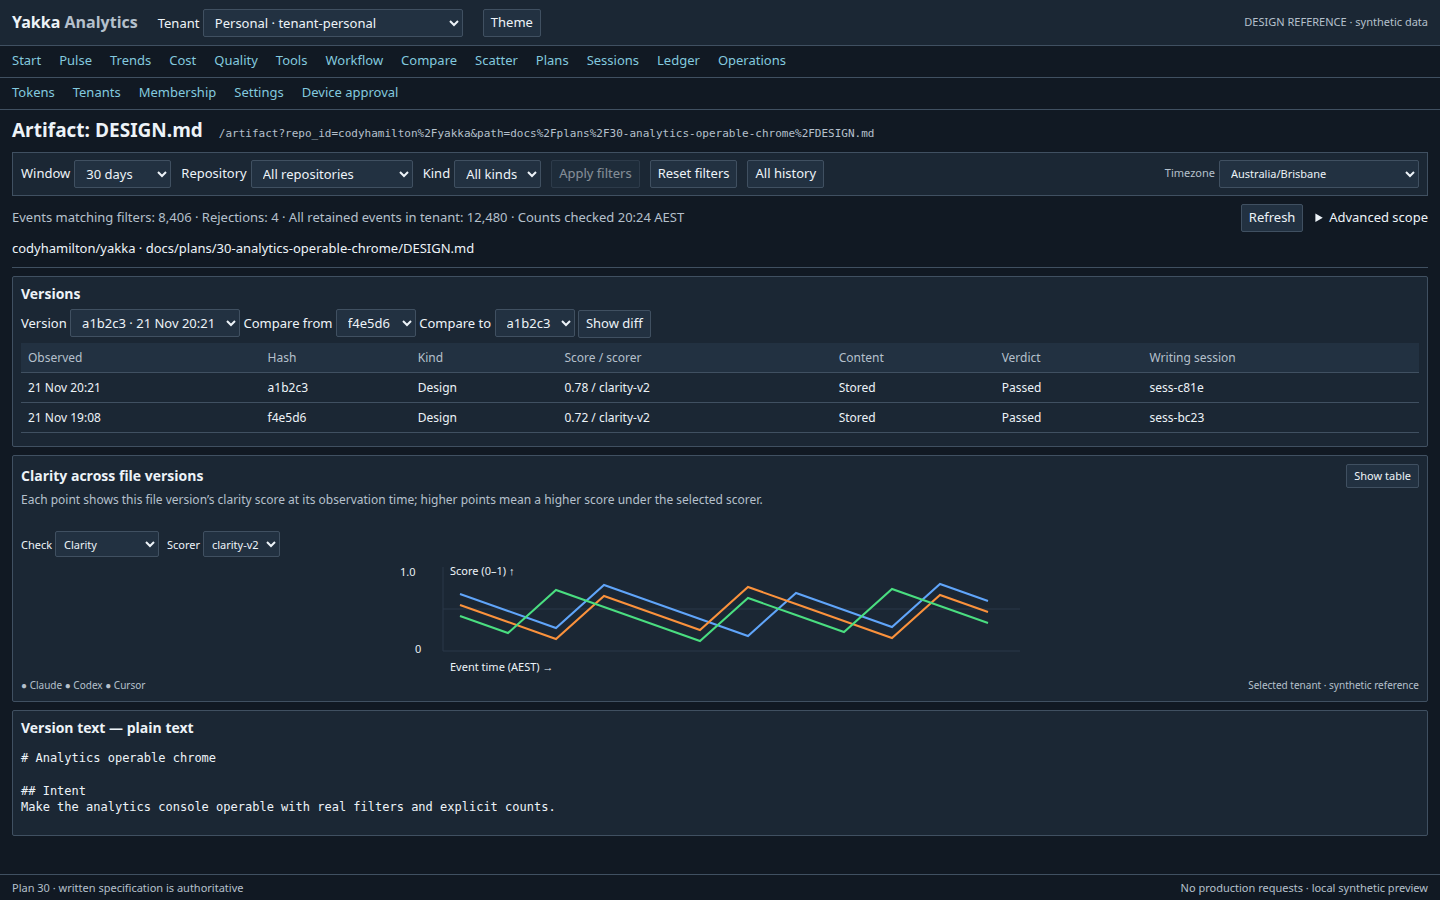 Yakka Analytics Tenant Personal · tenant-personal Theme DESIGN REFERENCE · synthetic data
Start Pulse Trends Cost Quality Tools Workflow Compare Scatter Plans Sessions Ledger Operations
Tokens Tenants Membership Settings Device approval
Artifact: DESIGN.md /artifact?repo_id=codyhamilton%2Fyakka&path=docs%2Fplans%2F30-analytics-operable-chrome%2FDESIGN.md
Window 30 days Repository All repositories Kind All kinds Apply filters Reset filters All history Timezone Australia/Brisbane
Events matching filters: 8,406 · Rejections: 4 · All retained events in tenant: 12,480 · Counts checked 20:24 AEST Refresh ▶ Advanced scope
codyhamilton/yakka · docs/plans/30-analytics-operable-chrome/DESIGN.md
Versions
Version a1b2c3 · 21 Nov 20:21 Compare from f4e5d6 Compare to a1b2c3 Show diff
Observed Hash Kind Score / scorer Content Verdict Writing session
21 Nov 20:21 a1b2c3 Design 0.78 / clarity-v2 Stored Passed sess-c81e
21 Nov 19:08 f4e5d6 Design 0.72 / clarity-v2 Stored Passed sess-bc23
Clarity across file versions Show table
Each point shows this file version’s clarity score at its observation time; higher points mean a higher score under the selected scorer.
Check Clarity Scorer clarity-v2
1.0 Score (0–1) ↑
0
Event time (AEST) →
● Claude ● Codex ● Cursor Selected tenant · synthetic reference
Version text — plain text
# Analytics operable chrome
## Intent
Make the analytics console operable with real filters and explicit counts.
Plan 30 · written specification is authoritative No production requests · local synthetic preview